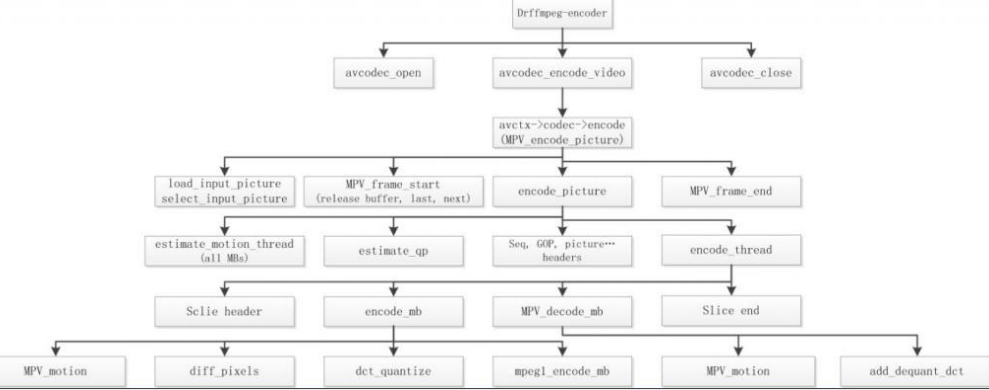 Drffmpeg-encoder
avcodec_open
avcodec_encode_video
avcodec_close
avctx->codec->encode
(MPV_encode_picture)
load_input_picture
select_input_picture
MPV_frame_start
(release buffer, last, next)
encode_picture
MPV_frame_end
estimate_motion_thread
(all MBs)
estimate_qp
Seq, GOP, picture…
headers
encode_thread
Sclie header
encode_mb
MPV_decode_mb
Slice end
MPV_motion
diff_pixels
dct_quantize
mpeg1_encode_mb
MPV_motion
add_dequant_dct